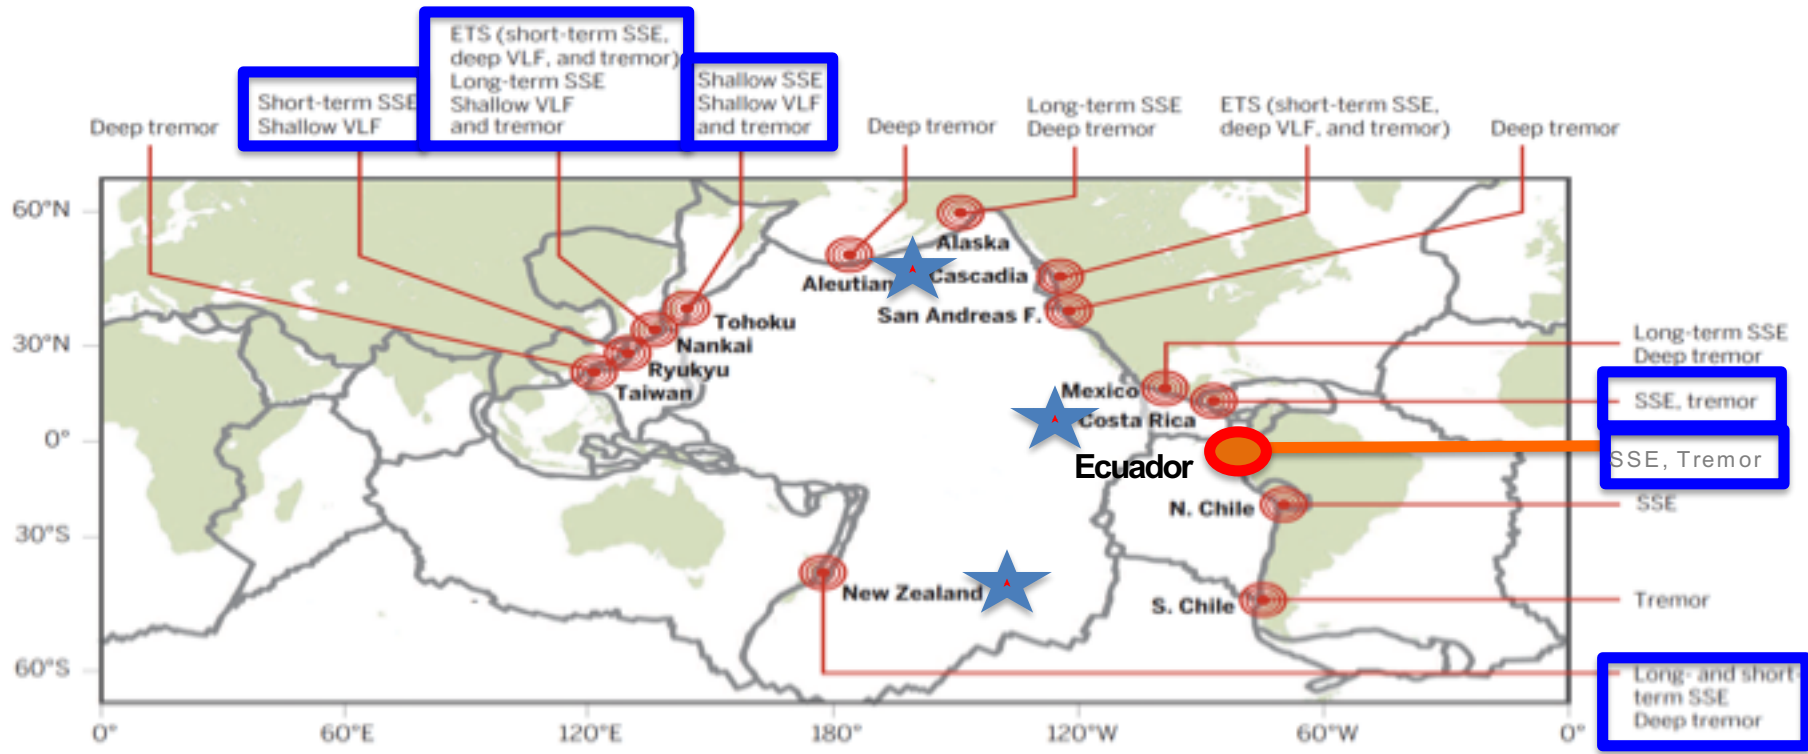 ETS (short-term SSE,
deep VLF, and tremor)
Long-term SSE
Shallow VLF
and tremor
Short-term SSE
Shallow VLF
Shallow SSE
Shallow VLF
and tremor
Deep tremor
Deep tremor
Long-term SSE
Deep tremor
ETS (short-term SSE,
deep VLF, and tremor)
Deep tremor
60°N
30°N
0°
30°S
60°S
Alaska
Aleutian
Cascadia
San Andreas F.
Tohoku
Nankai
Ryukyu
Taiwan
Mexico
Costa Rica
Ecuador
N. Chile
New Zealand
S. Chile
Long-term SSE
Deep tremor
SSE, tremor
SSE, Tremor
SSE
Tremor
Long- and short-
term SSE
Deep tremor
0°
60°E
120°E
180°
120°W
60°W
0°